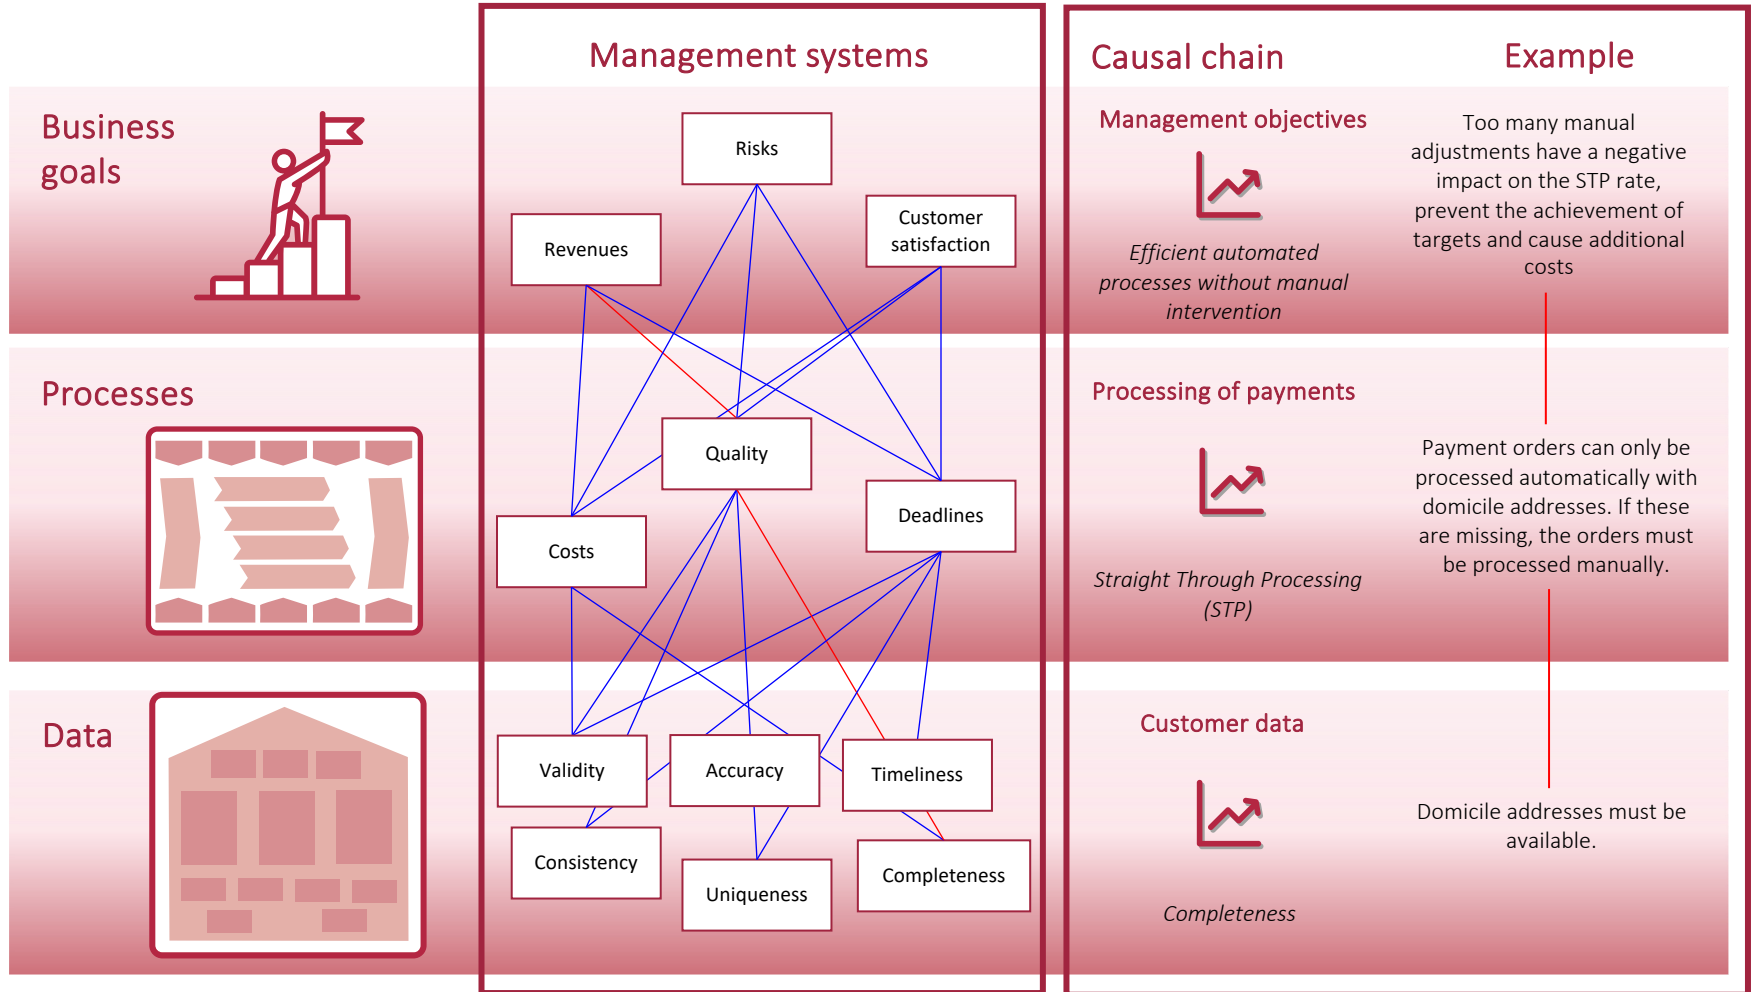 Management systems
Causal chain
Example
Business
goals
Risks
Revenues
Customer
satisfaction
Management objectives
Efficient automated
processes without manual
intervention
Too many manual
adjustments have a negative
impact on the STP rate,
prevent the achievement of
targets and cause additional
costs
Processes
Quality
Costs
Deadlines
Processing of payments
Straight Through Processing
(STP)
Payment orders can only be
processed automatically with
domicile addresses. If these
are missing, the orders must
be processed manually.
Data
Validity
Accuracy
Timeliness
Consistency
Uniqueness
Completeness
Customer data
Completeness
Domicile addresses must be
available.